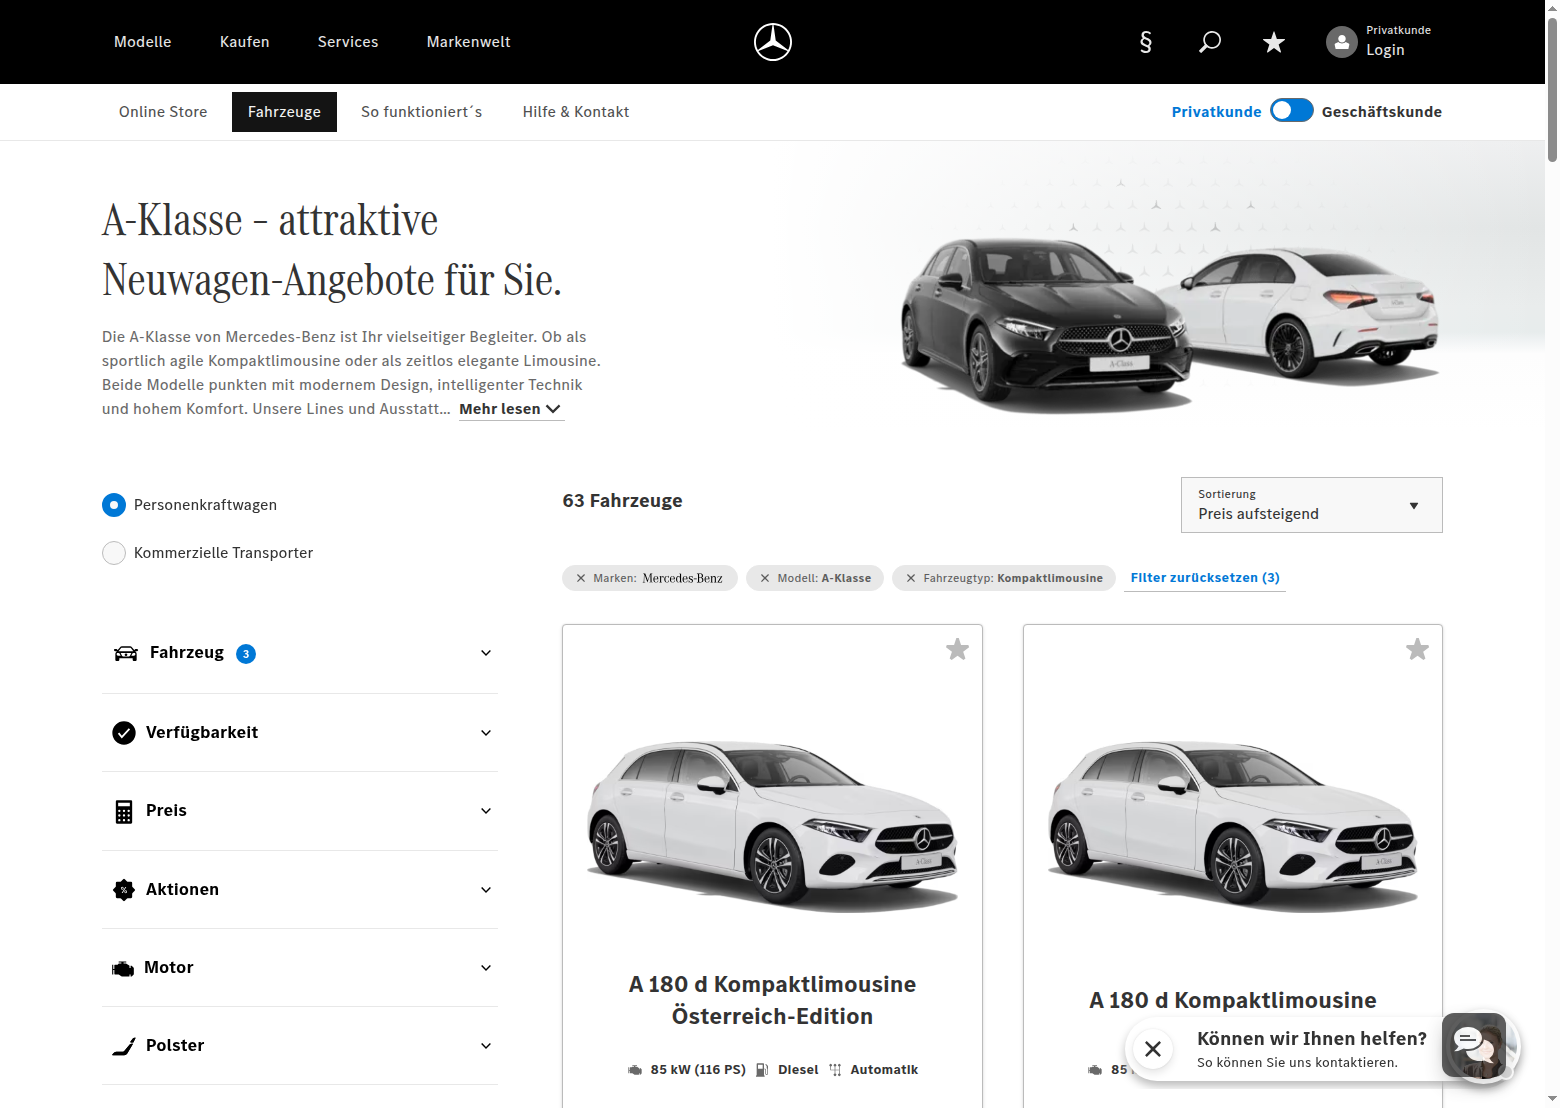 Modelle
Kaufen
Services
Markenwelt
§
Privatkunde
Login
Online Store
Fahrzeuge
So funktioniert´s
Hilfe & Kontakt
Privatkunde
Geschäftskunde
A-Klasse - attraktive
Neuwagen-Angebote für Sie.
Die A-Klasse von Mercedes-Benz ist Ihr vielseitiger Begleiter. Ob als
sportlich agile Kompaktlimousine oder als zeitlos elegante Limousine.
Beide Modelle punkten mit modernem Design, intelligenter Technik
und hohem Komfort. Unsere Lines und Ausstatt... Mehr lesen
A-Class
Personenkraftwagen
Kommerzielle Transporter
63 Fahrzeuge
Sortierung
Preis aufsteigend
Marken: Mercedes-Benz
Modell: A-Klasse
Fahrzeugtyp: Kompaktlimousine
Filter zurücksetzen (3)
Fahrzeug 3
Verfügbarkeit
Preis
Aktionen
Motor
Polster
A-Class
A 180 d Kompaktlimousine
Österreich-Edition
85 kW (116 PS) Diesel Automatik
A-Class
A 180 d Kompaktlimousine
85
Können wir Ihnen helfen?
So können Sie uns kontaktieren.